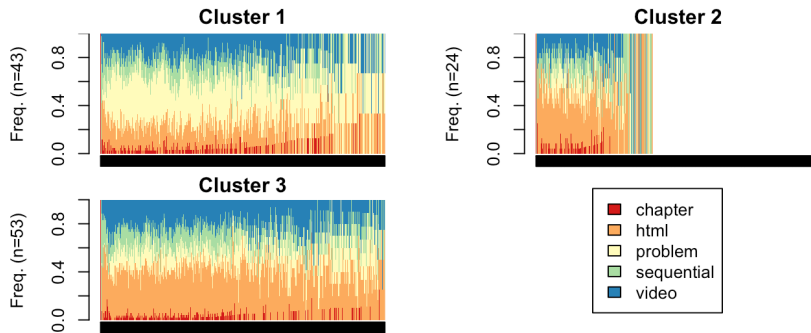 Cluster 1
Freq. (n=43)
0.0 0.4 0.8
Cluster 2
Freq. (n=24)
0.0 0.4 0.8
Cluster 3
Freq. (n=53)
0.0 0.4 0.8
chapter
html
problem
sequential
video